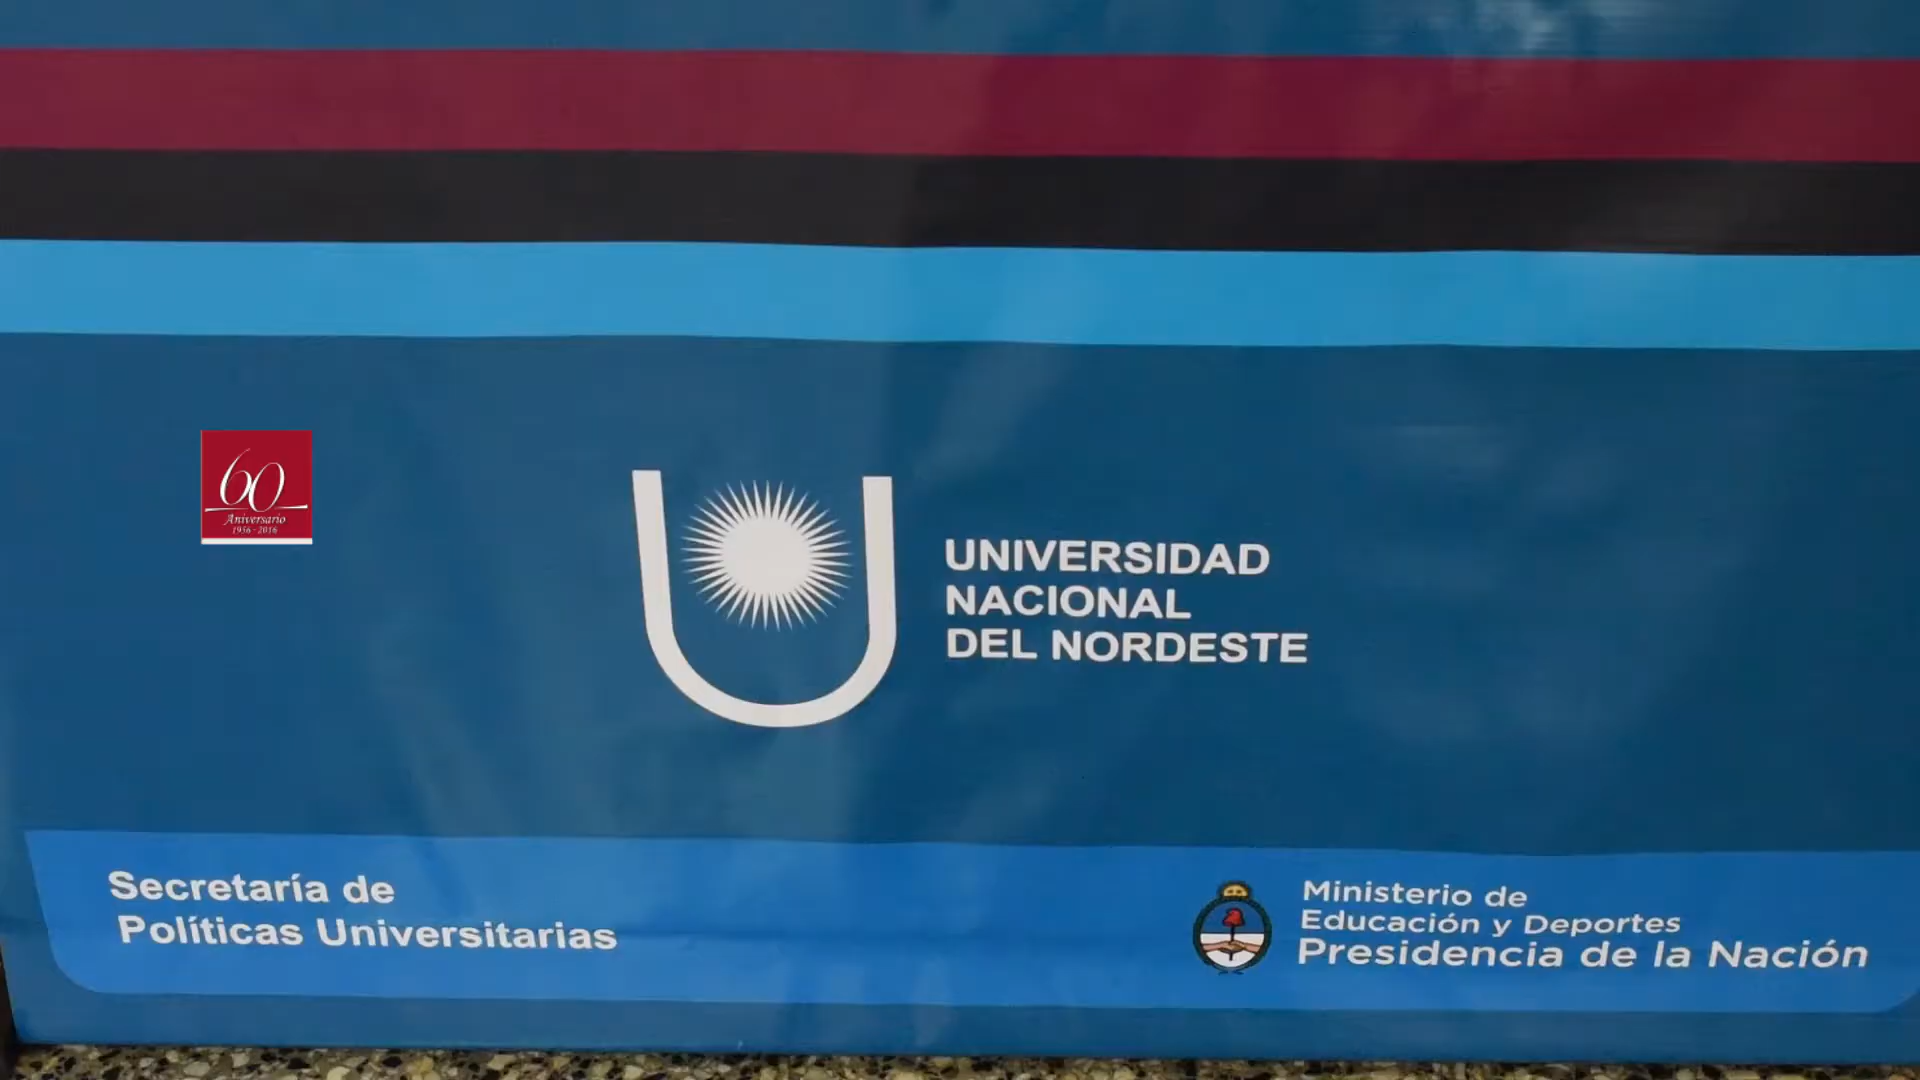 60
Aniversario
1956 - 2016
UNIVERSIDAD
NACIONAL
DEL NORDESTE
Secretaría de
Políticas Universitarias
Ministerio de
Educación y Deportes
Presidencia de la Nación